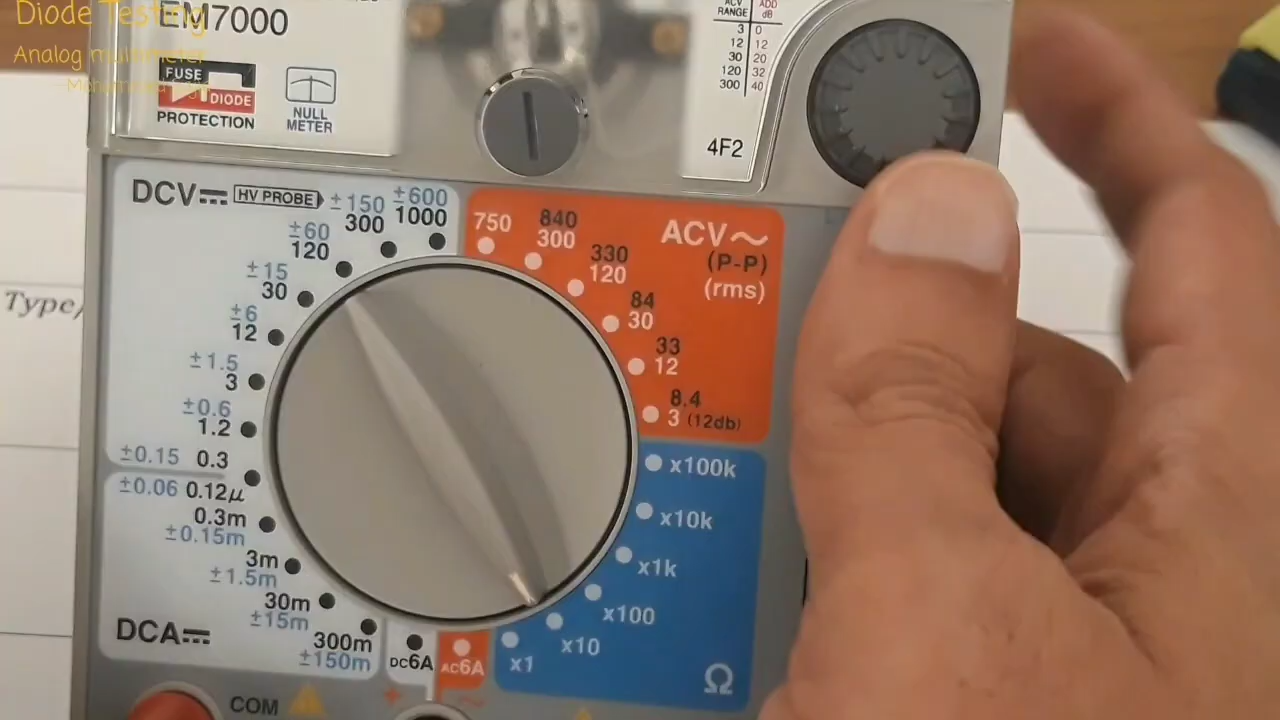 Diode Testing
Analog multimeter
EM7000
FUSE
DIODE
PROTECTION
NULL
METER
ACV
RANGE
ADD
dB
3 0
12 12
30 20
120 32
300 40
4F2
DCV HV PROBE
±150
300
±600
1000
±60
120
±15
30
±6
12
±1.5
3
±0.6
1.2
±0.15 0.3
±0.06 0.12μ
0.3m
±0.15m
3m
±1.5m
30m
±15m
300m
±150m
DCA
DC6A
AC6A
750
840
300
330
120
84
30
33
12
8.4
3 (12db)
ACV
(P-P)
(rms)
x100k
x10k
x1k
x100
x10
x1
Ω
COM
Type/